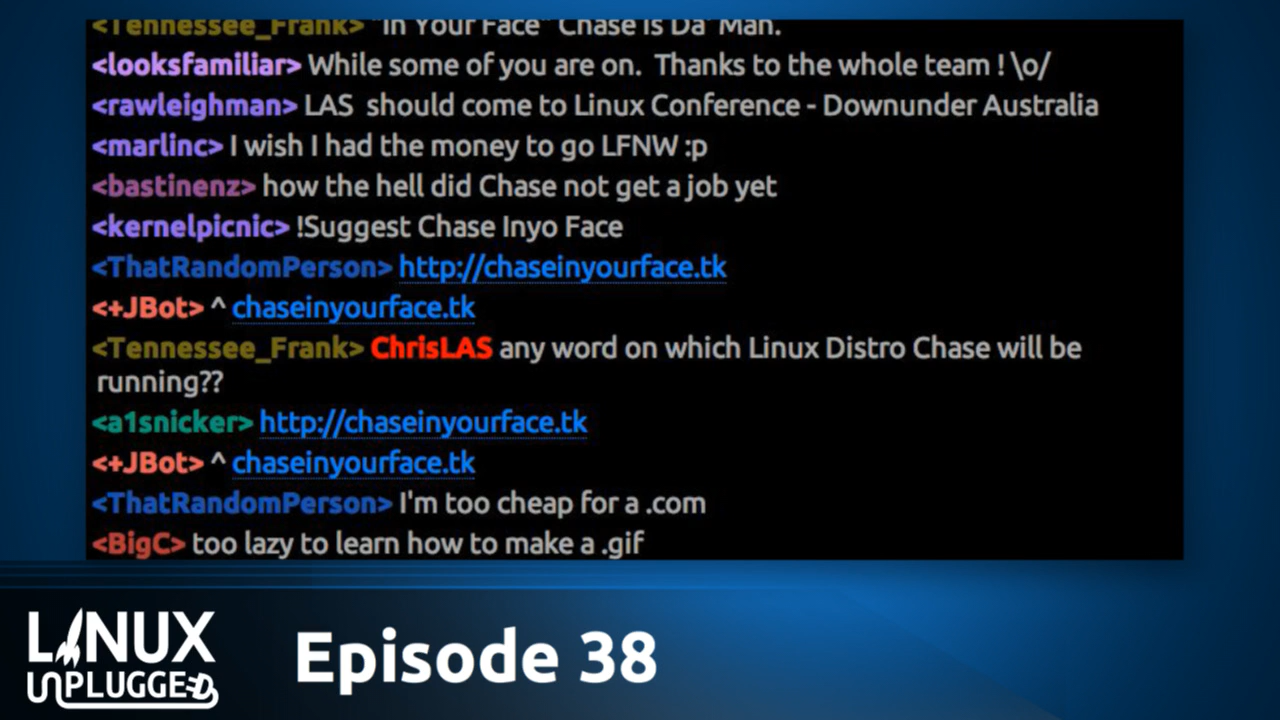 <Tennessee_Frank> "In Your Face" Chase is Da' Man.
<looksfamiliar> While some of you are on.  Thanks to the whole team ! \o/
<rawleighman> LAS  should come to Linux Conference - Downunder Australia
<marlinc> I wish I had the money to go LFNW :p
<bastinenz> how the hell did Chase not get a job yet
<kernelpicnic> !Suggest Chase Inyo Face
<ThatRandomPerson> http://chaseinyourface.tk
<+JBot> ^ chaseinyourface.tk
<Tennessee_Frank> ChrisLAS any word on which Linux Distro Chase will be
running??
<a1snicker> http://chaseinyourface.tk
<+JBot> ^ chaseinyourface.tk
<ThatRandomPerson> I'm too cheap for a .com
<BigC> too lazy to learn how to make a .gif
LINUX
UNPLUGGED
Episode 38